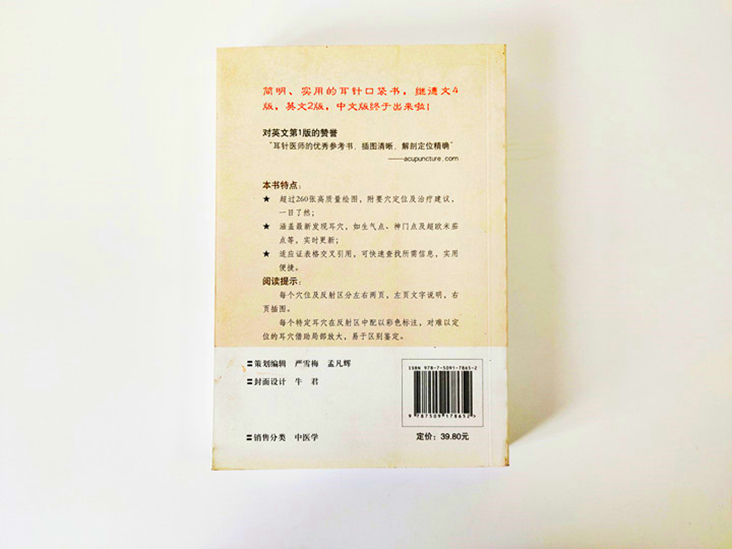 简明、实用的耳针口袋书，继德文4
版，英文2版，中文版终于出来啦！
对英文第1版的赞誉
“耳针医师的优秀参考书、插图清晰、解剖定位精确”
——acupuncture.com
本书特点：
★ 超过260张高质量绘图，附要穴定位及治疗建议，
一目了然；
★ 涵盖最新发现耳穴，如生气点、神门点及超欧米茄
点等，实时更新；
★ 适应证表格交叉引用，可快速查找所需信息，实用
便捷。
阅读提示：
每个穴位及反射区分左右两页，左页文字说明，右
页插图。
每个特定耳穴在反射区中配以彩色标注，对难以定
位的耳穴借助局部放大，易于区别鉴定。
策划编辑 严雪梅 孟凡辉
封面设计 牛 君
销售分类 中医学
ISBN 978-7-5091-7865-2
9 787509 178652
定价：39.80元